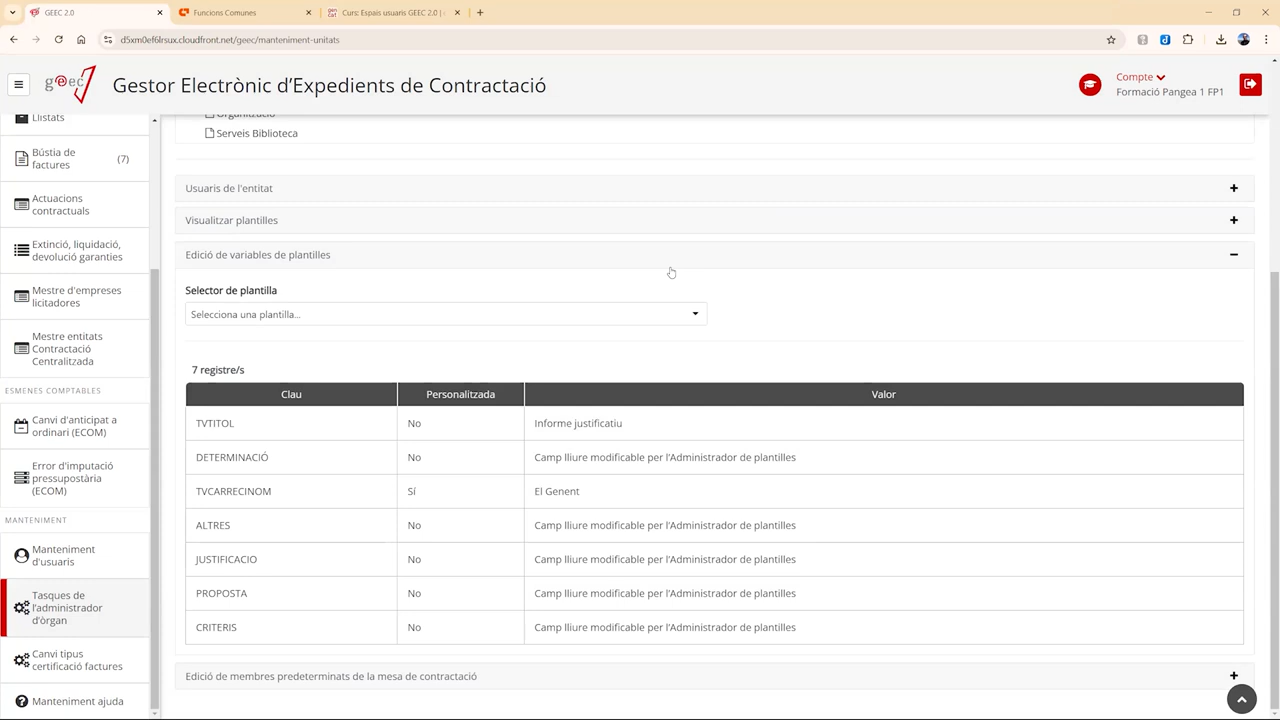 GEEC 2.0
Funcions Comunes
Curs: Espais usuaris GEEC 2.0 |
d5xm0ef6lrsux.cloudfront.net/geec/manteniment-unitats
geec
Gestor Electrònic d'Expedients de Contractació
Compte
Formació Pangea 1 FP1
Llistats
Organització
Serveis Biblioteca
Bústia de
factures
(7)
Actuacions
contractuals
Extinció, liquidació,
devolució garanties
Mestre d'empreses
licitadores
Mestre entitats
Contractació
Centralitzada
ESMENES COMPTABLES
Canvi d'anticipat a
ordinari (ECOM)
Error d'imputació
pressupostària
(ECOM)
MANTENIMENT
Manteniment
d'usuaris
Tasques de
l'administrador
d'òrgan
Canvi tipus
certificació factures
Manteniment ajuda
Usuaris de l'entitat
Visualitzar plantilles
Edició de variables de plantilles
Selector de plantilla
Selecciona una plantilla...
7 registre/s
Clau Personalitzada Valor
TVTITOL No Informe justificatiu
DETERMINACIÓ No Camp lliure modificable per l'Administrador de plantilles
TVCARRECINOM Sí El Genent
ALTRES No Camp lliure modificable per l'Administrador de plantilles
JUSTIFICACIO No Camp lliure modificable per l'Administrador de plantilles
PROPOSTA No Camp lliure modificable per l'Administrador de plantilles
CRITERIS No Camp lliure modificable per l'Administrador de plantilles
Edició de membres predeterminats de la mesa de contractació